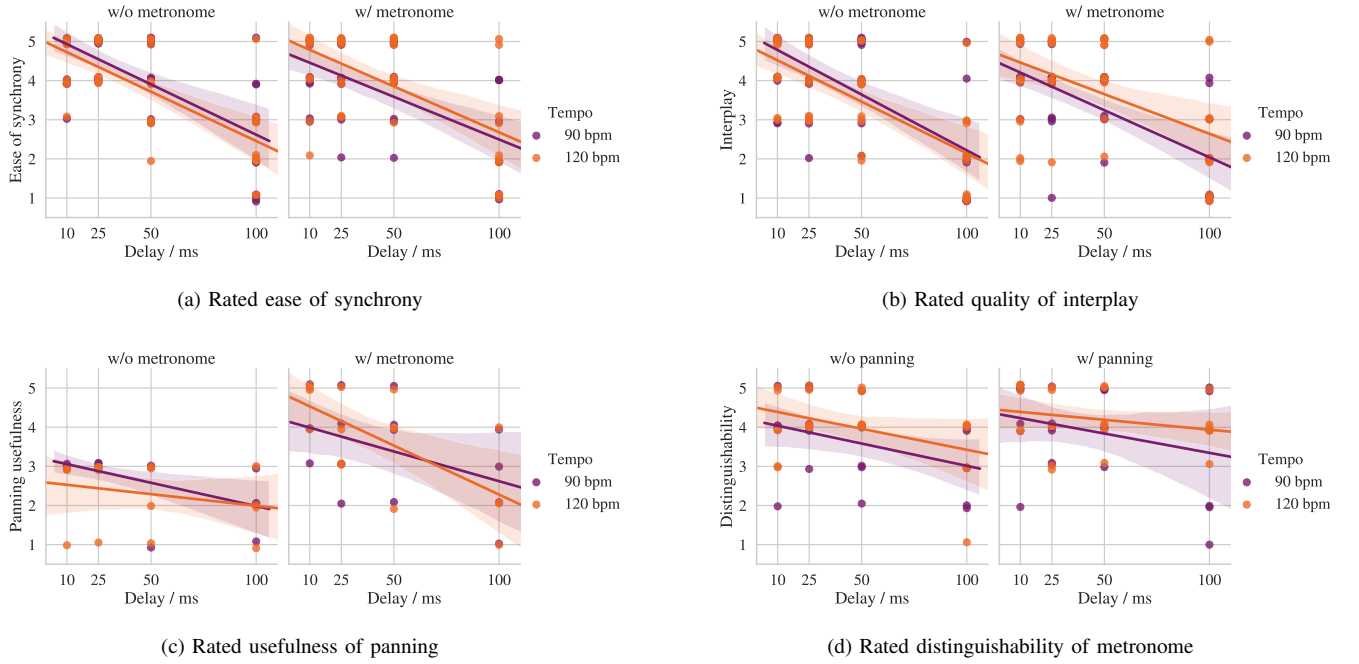 w/o metronome
w/ metronome
Ease of synchrony
5
4
3
2
1
10 25 50 100
10 25 50 100
Delay / ms
Delay / ms
Tempo
90 bpm
120 bpm
(a) Rated ease of synchrony
w/o metronome
w/ metronome
Interplay
5
4
3
2
1
10 25 50 100
10 25 50 100
Delay / ms
Delay / ms
Tempo
90 bpm
120 bpm
(b) Rated quality of interplay
w/o metronome
w/ metronome
Panning usefulness
5
4
3
2
1
10 25 50 100
10 25 50 100
Delay / ms
Delay / ms
Tempo
90 bpm
120 bpm
(c) Rated usefulness of panning
w/o panning
w/ panning
Distinguishability
5
4
3
2
1
10 25 50 100
10 25 50 100
Delay / ms
Delay / ms
Tempo
90 bpm
120 bpm
(d) Rated distinguishability of metronome